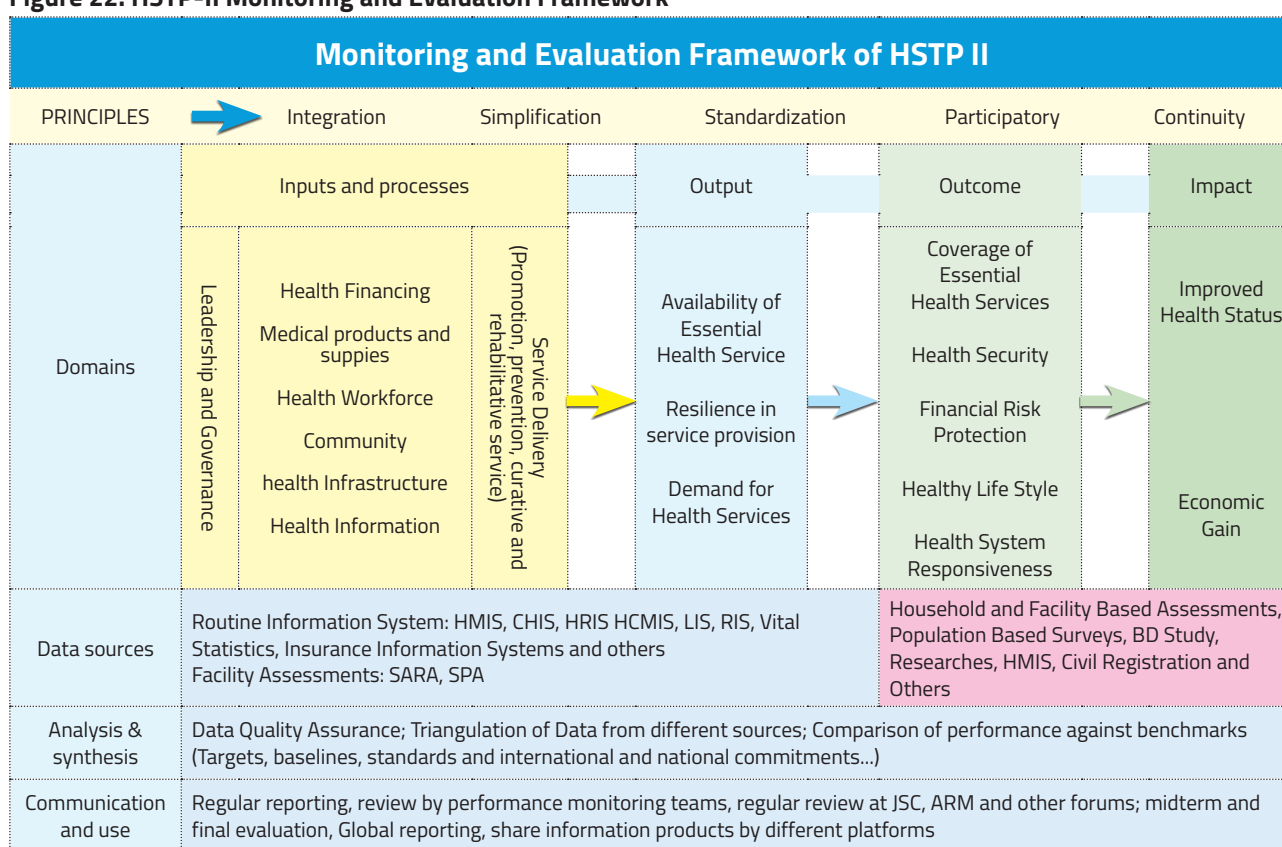 Figure 22: HSTP-II Monitoring and Evaluation Framework
Monitoring and Evaluation Framework of HSTP II
PRINCIPLES
Integration
Simplification
Standardization
Participatory
Continuity
Inputs and processes
Output
Outcome
Impact
Domains
Leadership and Governance
Health Financing
Medical products and
suppies
Health Workforce
Community
health Infrastructure
Health Information
Service Delivery
(Promotion, prevention, curative and
rehabilitative service)
Availability of
Essential
Health Service
Resilience in
service provision
Demand for
Health Services
Coverage of
Essential
Health Services
Health Security
Financial Risk
Protection
Healthy Life Style
Health System
Responsiveness
Improved
Health Status
Economic
Gain
Data sources
Routine Information System: HMIS, CHIS, HRIS HCMIS, LIS, RIS, Vital
Statistics, Insurance Information Systems and others
Facility Assessments: SARA, SPA
Household and Facility Based Assessments,
Population Based Surveys, BD Study,
Researches, HMIS, Civil Registration and
Others
Analysis &
synthesis
Data Quality Assurance; Triangulation of Data from different sources; Comparison of performance against benchmarks
(Targets, baselines, standards and international and national commitments...)
Communication
and use
Regular reporting, review by performance monitoring teams, regular review at JSC, ARM and other forums; midterm and
final evaluation, Global reporting, share information products by different platforms